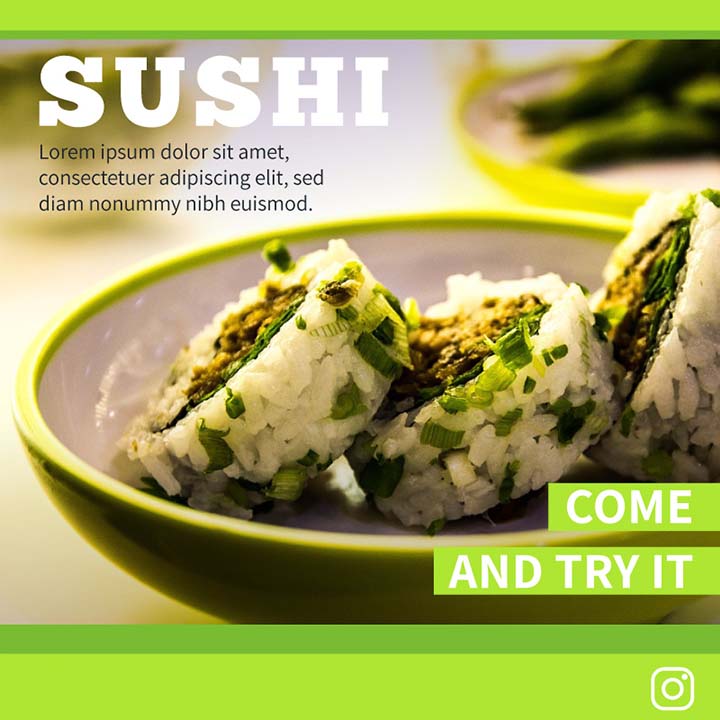 SUSHI
Lorem ipsum dolor sit amet,
consectetuer adipiscing elit, sed
diam nonummy nibh euismod.
COME
AND TRY IT